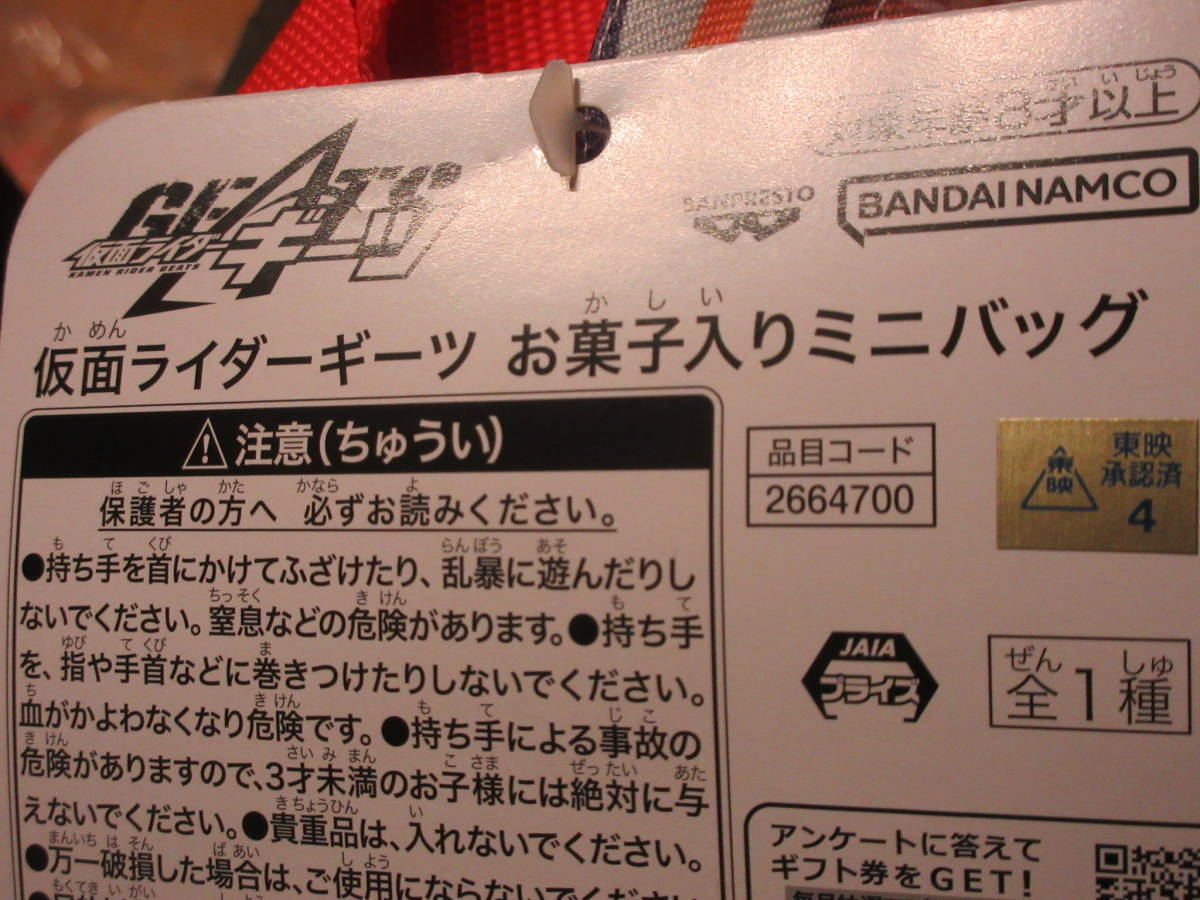 対象年齢3才以上
GEATS
仮面ライダーギーツ
KAMEN RIDER GEATS
BANPRESTO
BANDAI NAMCO
仮面ライダーギーツ お菓子入りミニバッグ
注意(ちゅうい)
保護者の方へ 必ずお読みください。
●持ち手を首にかけてふざけたり、乱暴に遊んだりし
ないでください。窒息などの危険があります。●持ち手
を、指や手首などに巻きつけたりしないでください。
血がかよわなくなり危険です。●持ち手による事故の
危険がありますので、3才未満のお子様には絶対に与
えないでください。●貴重品は、入れないでください。
●万一破損した場合は、ご使用にならないでください
品目コード
2664700
東映
東映
承認済
4
JAIA
プライズ
全1種
アンケートに答えて
ギフト券をGET!